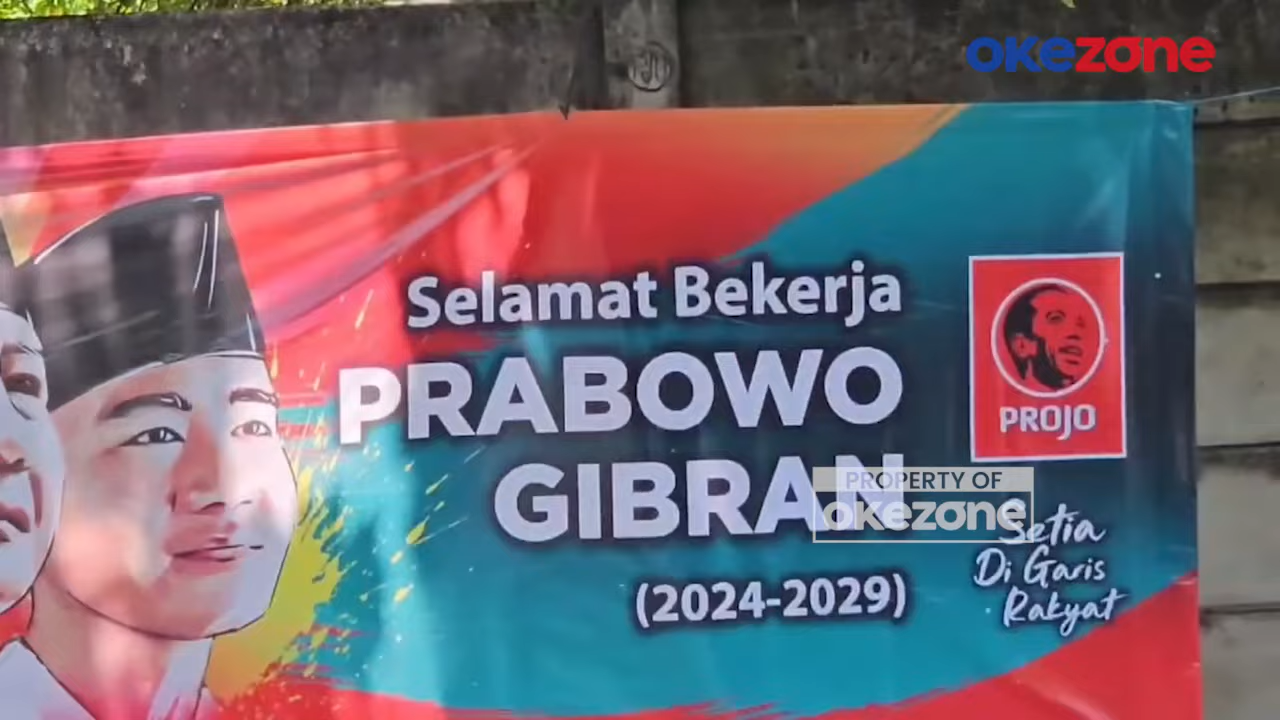 okezone
Selamat Bekerja
PRABOWO
GIBRAN
(2024-2029)
PROJO
Setia
Di Garis
Rakyat
PROPERTY OF
okezone